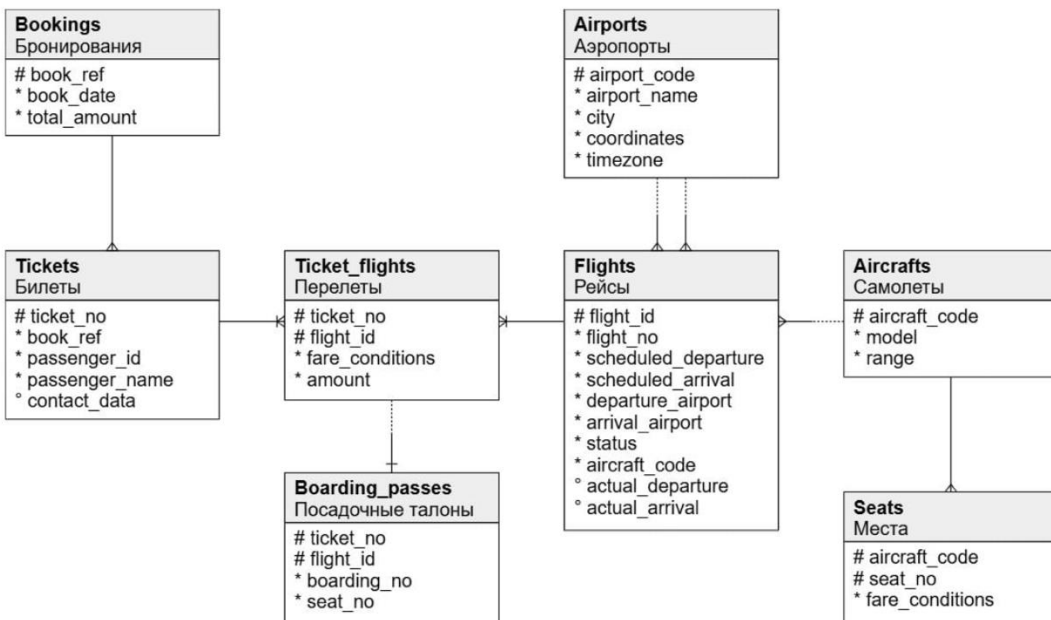 Bookings
Бронирования
# book_ref
* book_date
* total_amount
Airports
Аэропорты
# airport_code
* airport_name
* city
* coordinates
* timezone
Tickets
Билеты
# ticket_no
* book_ref
* passenger_id
* passenger_name
° contact_data
Ticket_flights
Перелеты
# ticket_no
# flight_id
* fare_conditions
* amount
Flights
Рейсы
# flight_id
* flight_no
* scheduled_departure
* scheduled_arrival
* departure_airport
* arrival_airport
* status
* aircraft_code
° actual_departure
° actual_arrival
Aircrafts
Самолеты
# aircraft_code
* model
* range
Boarding_passes
Посадочные талоны
# ticket_no
# flight_id
* boarding_no
* seat_no
Seats
Места
# aircraft_code
# seat_no
* fare_conditions